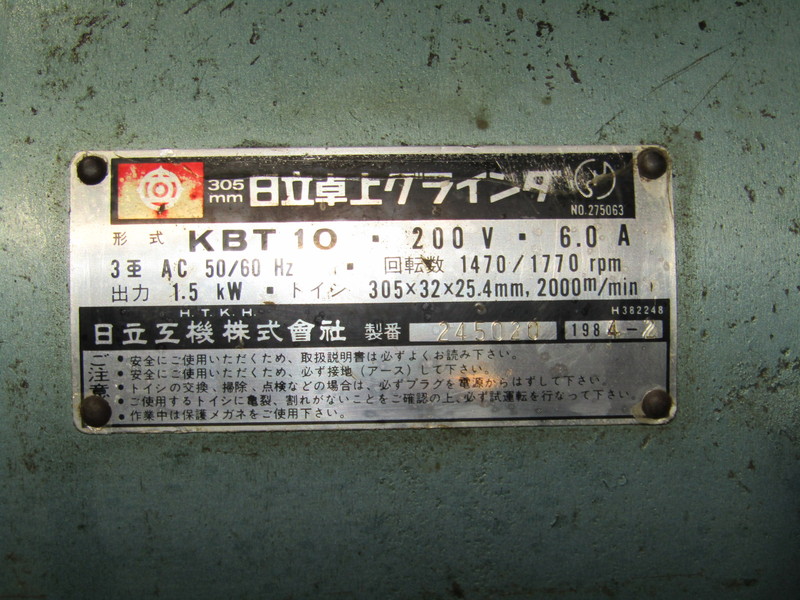 305 mm 日立卓上グラインダ
NO.275063
形式 KBT 10 ・ 200 V ・ 6.0 A
3亜 AC 50/60 Hz ・ 回転数 1470/1770 rpm
出力 1.5 kW ・ トイシ 305×32×25.4mm, 2000m/min
H.T.K.H.
H382248
日立工機株式會社 製番 245020 1984-2
ご注意
・安全にご使用いただくため、取扱説明書は必ずよくお読み下さい。
・安全にご使用いただくため、必ず接地(アース)して下さい。
・トイシの交換、掃除、点検などの場合は、必ずプラグを電源からはずして下さい。
・ご使用するトイシに亀裂、割れがないことをご確認の上、必ず試運転を行なって下さい。
・作業中は保護メガネをご使用下さい。